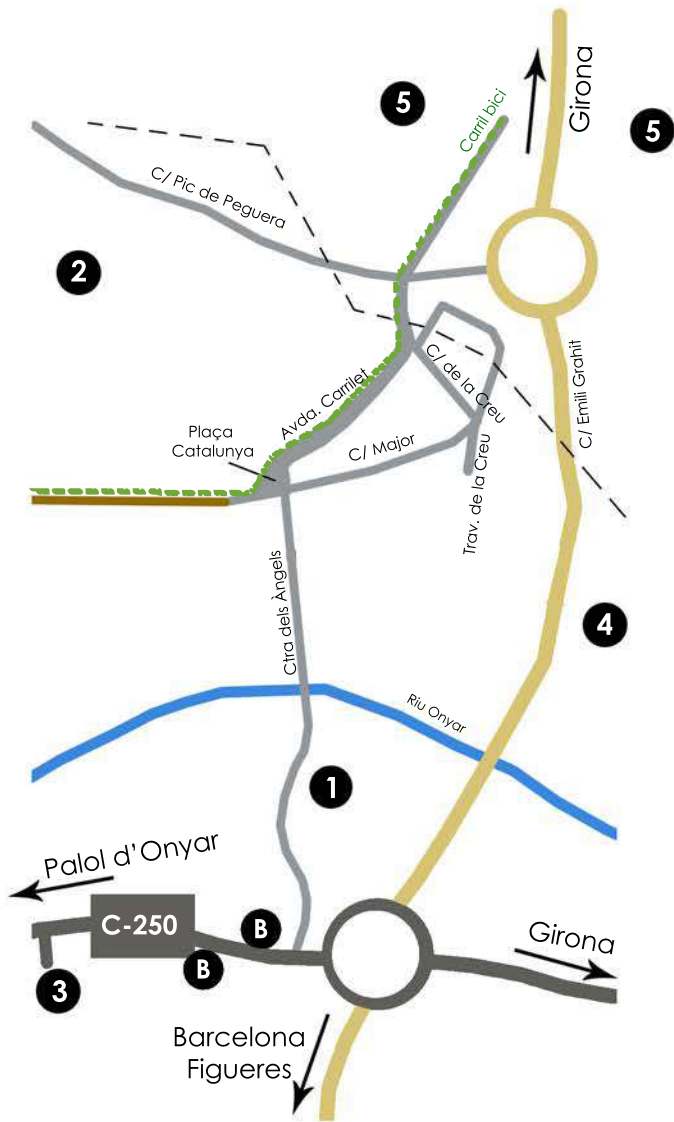 Girona
5
Carril bici
5
C/ Pic de Peguera
2
C/ Emili Grahit
C/ de la Creu
Avda. Carrilet
Plaça
Catalunya
C/ Major
Trav. de la Creu
Ctra dels Àngels
4
Riu Onyar
1
Palol d'Onyar
C-250
B
B
Girona
3
Barcelona
Figueres